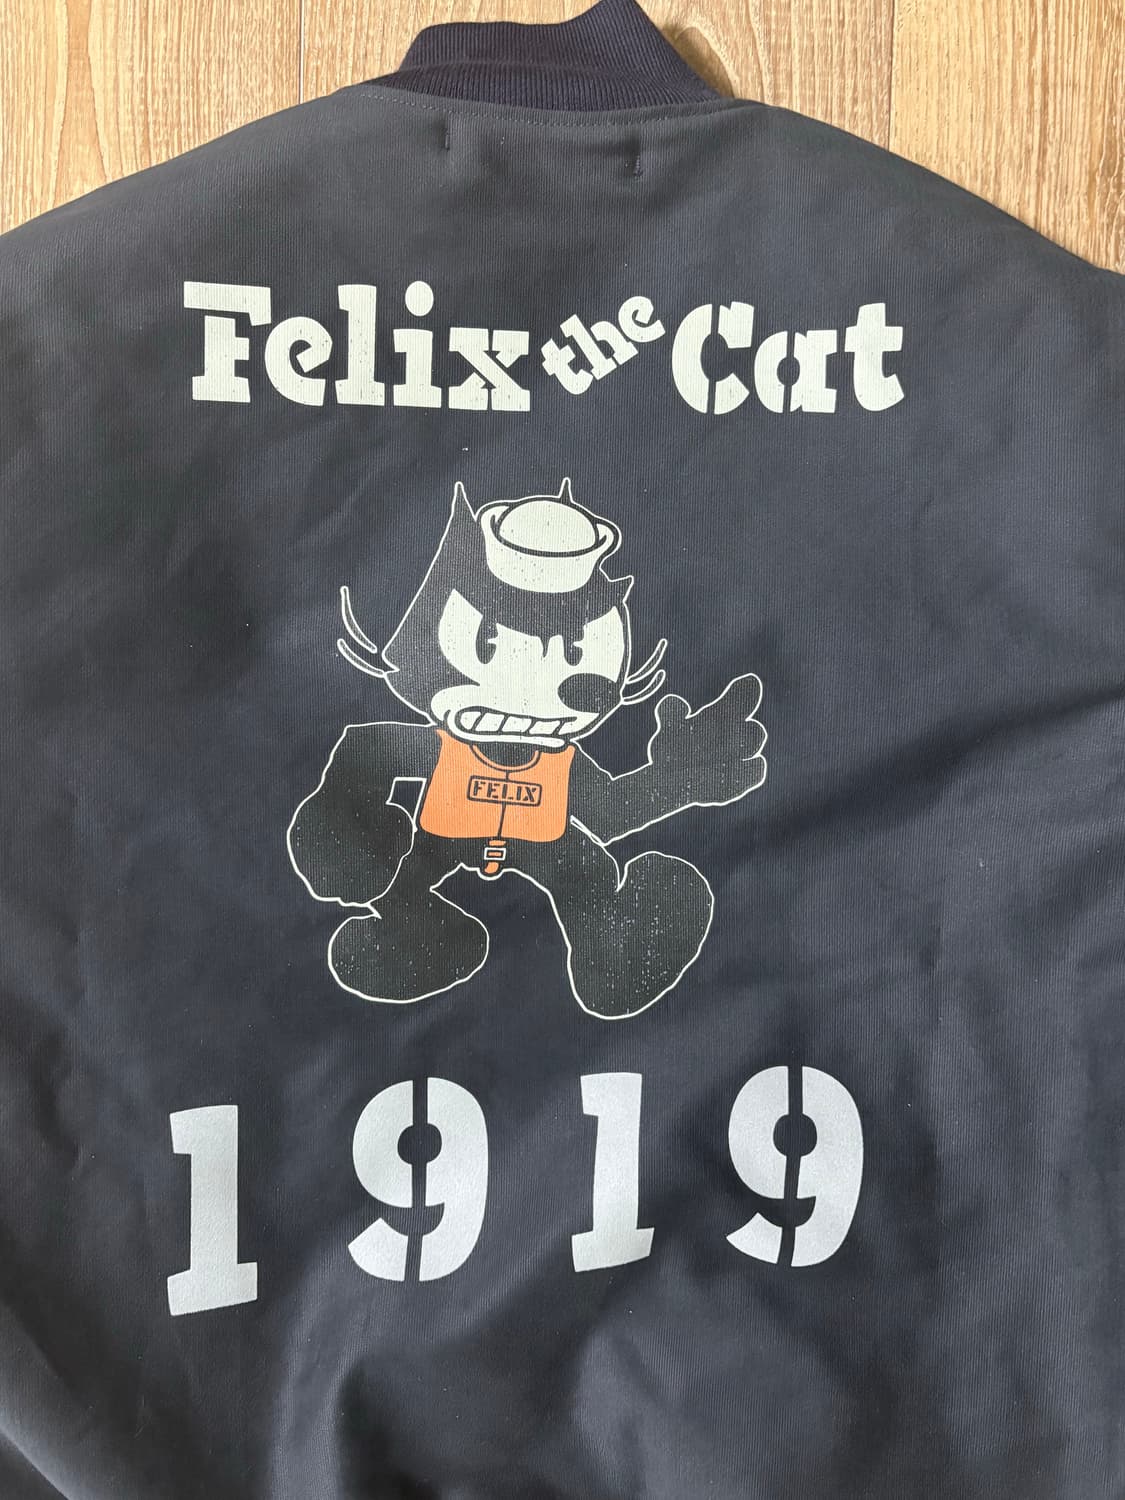 Felix the Cat
FELIX
1919